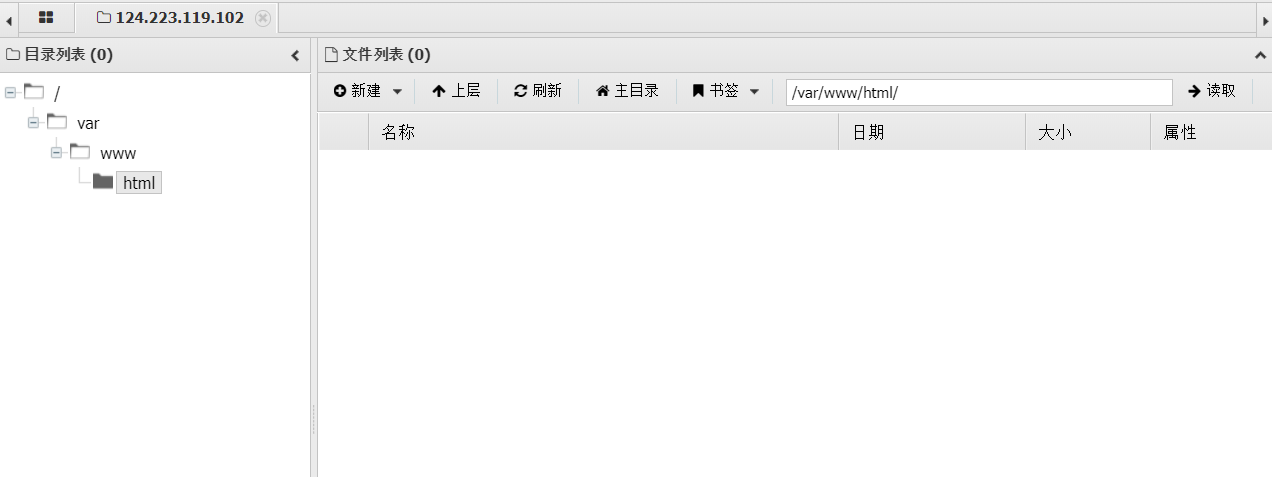 124.223.119.102
目录列表 (0)
文件列表 (0)
新建 上层 刷新 主目录 书签 /var/www/html/ 读取
名称 日期 大小 属性
/
var
www
html